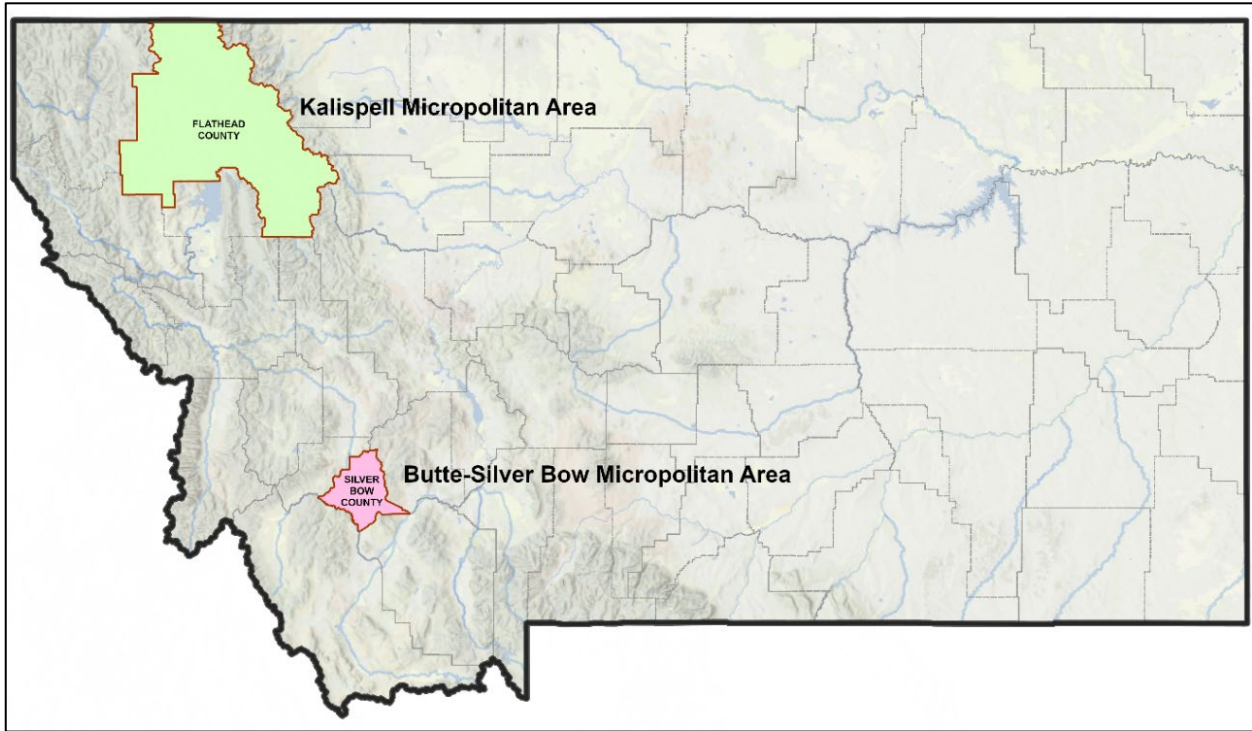 Kalispell Micropolitan Area
FLATHEAD
COUNTY
Butte-Silver Bow Micropolitan Area
SILVER
BOW
COUNTY